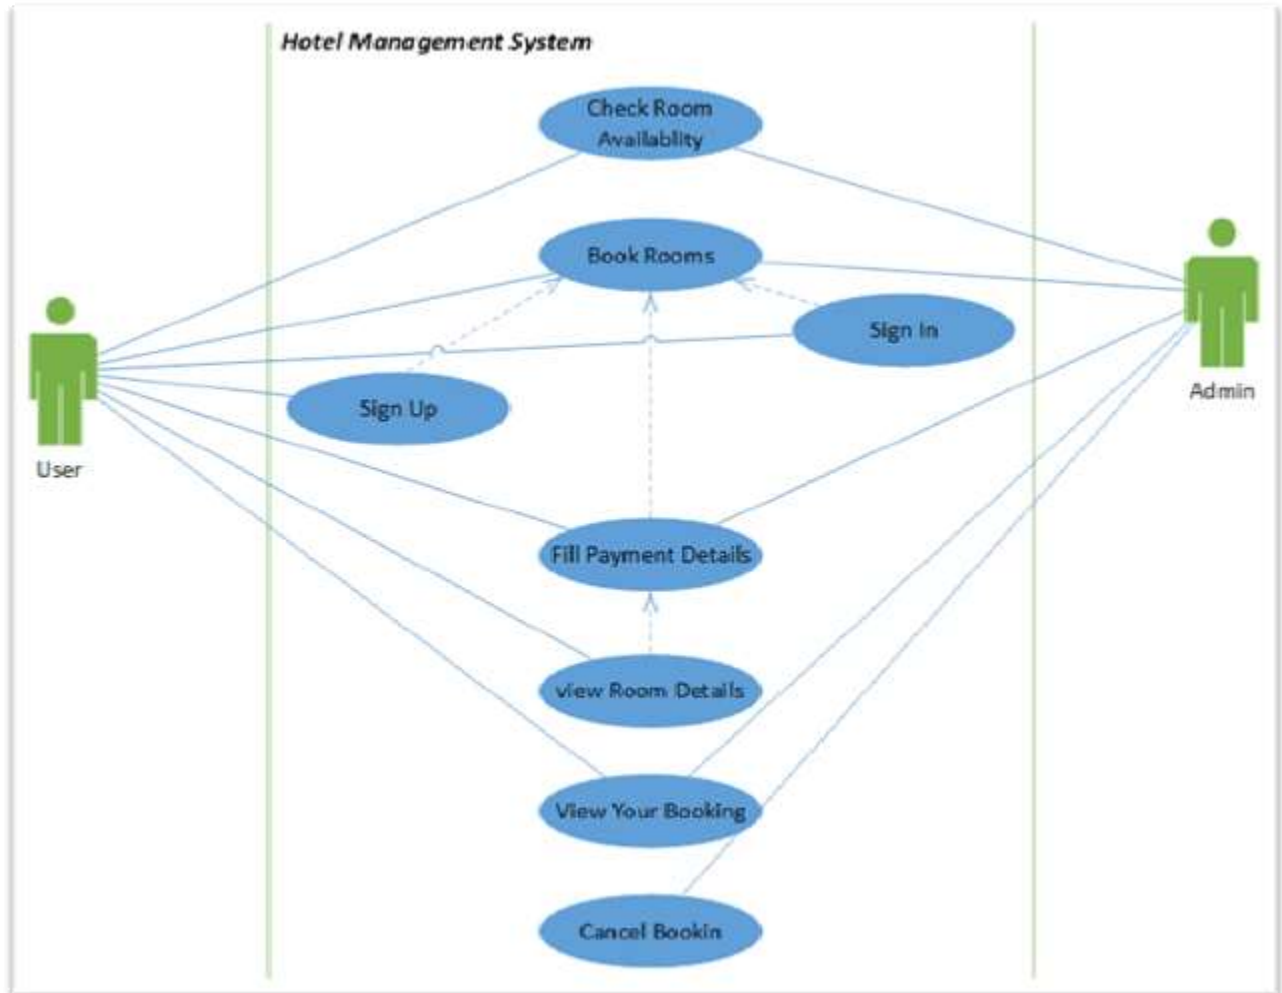 Hotel Management System
Check Room
Availablity
Book Rooms
Sign In
Sign Up
User
Admin
Fill Payment Details
view Room Details
View Your Booking
Cancel Bookin